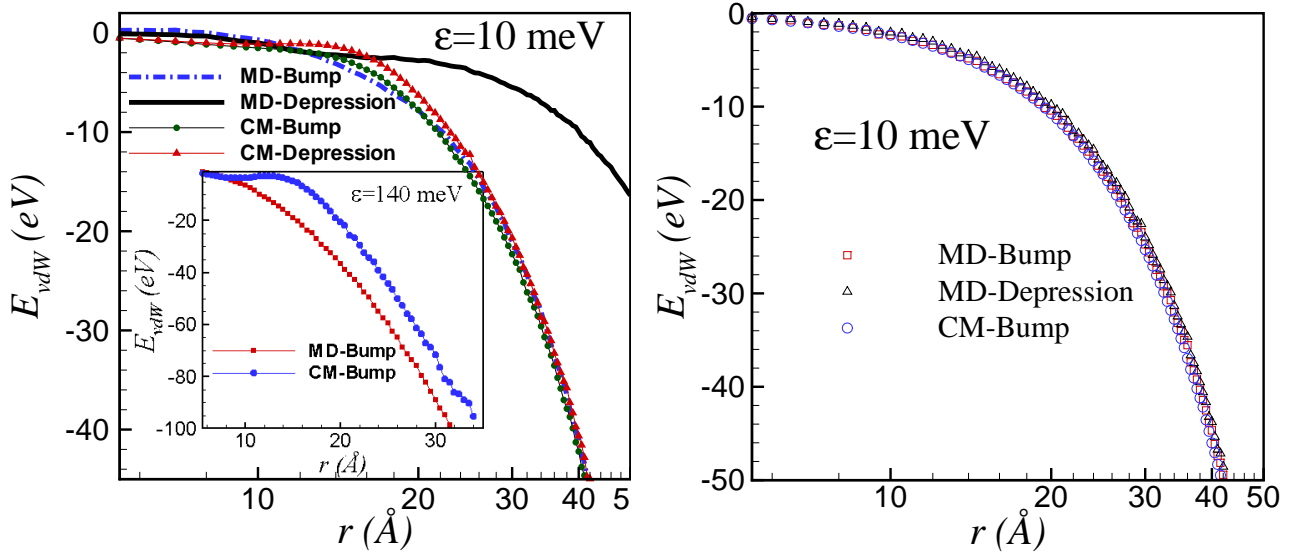 ε=10 meV
MD-Bump
MD-Depression
CM-Bump
CM-Depression
0
-10
-20
-30
-40
E_vdW (eV)
10
20
30
40
5
r (Å)
ε=140 meV
-20
-40
-60
-80
-100
E_vdW (eV)
MD-Bump
CM-Bump
10
20
30
r (Å)
0
-10
-20
-30
-40
-50
E_vdW (eV)
ε=10 meV
MD-Bump
MD-Depression
CM-Bump
10
20
30
40
50
r (Å)